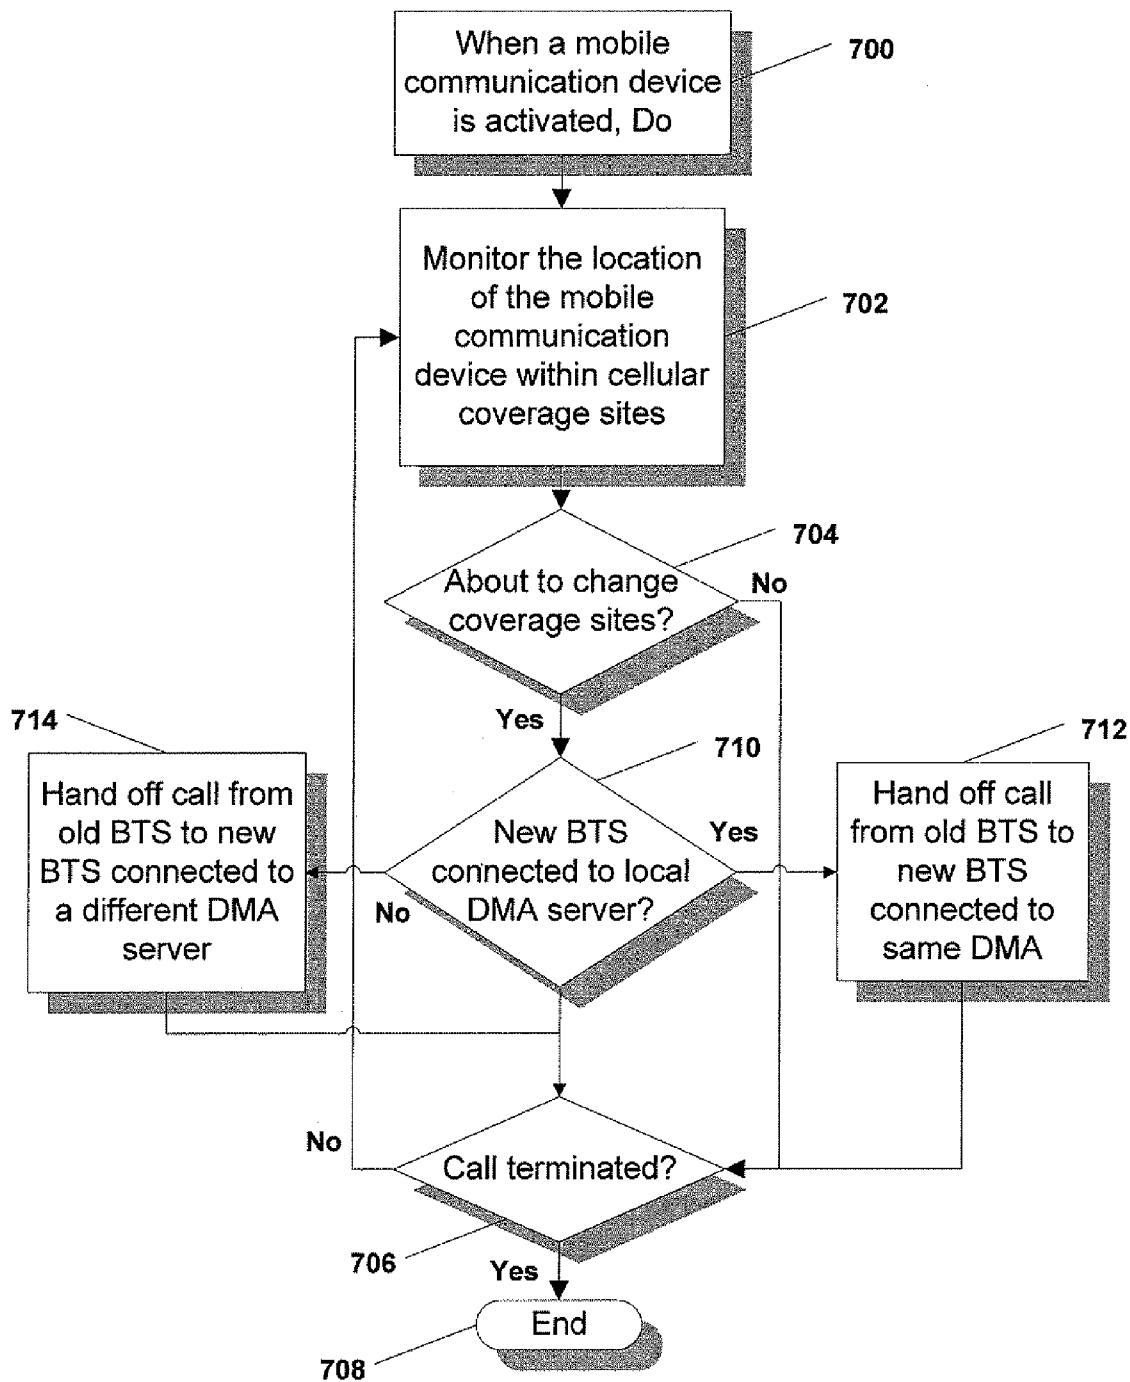 When a mobile
communication device
is activated, Do
700
Monitor the location
of the mobile
communication
device within cellular
coverage sites
702
704
About to change
coverage sites?
No
Yes
714
710
712
Hand off call from
old BTS to new
BTS connected to
a different DMA
server
New BTS
connected to local
DMA server?
No
Yes
Hand off call
from old BTS to
new BTS
connected to
same DMA
No
Call terminated?
706
Yes
End
708